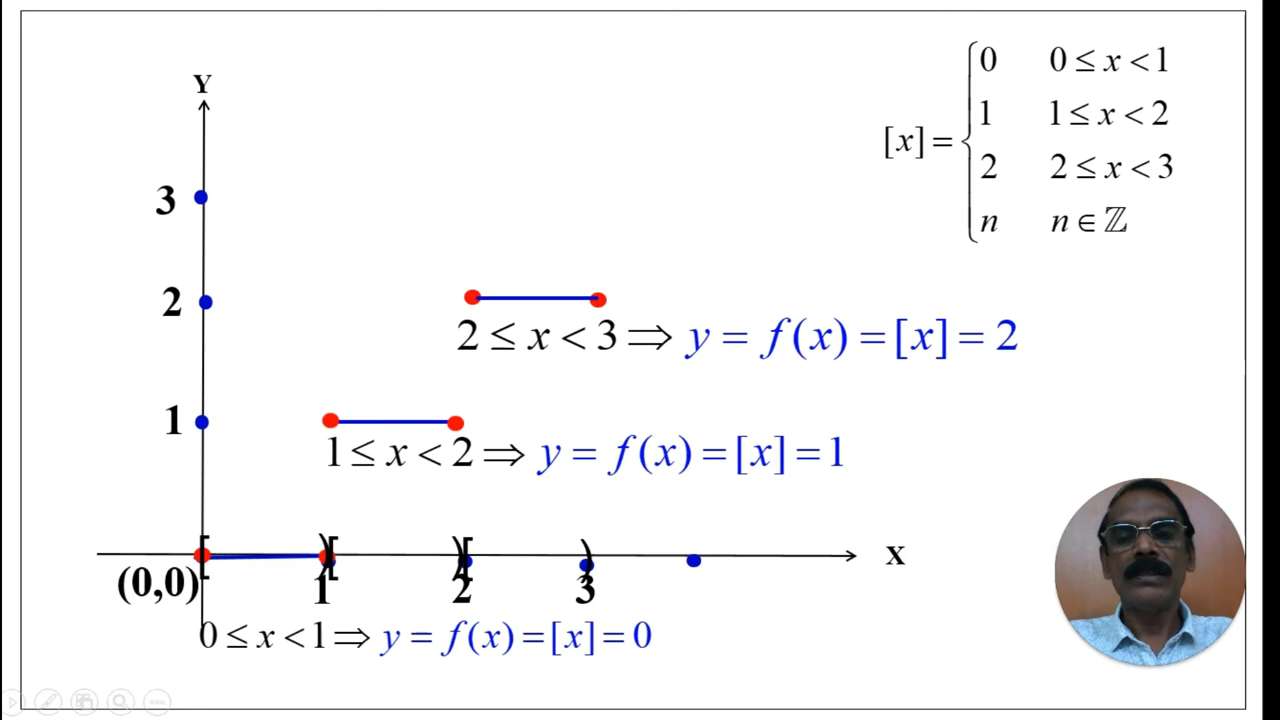 Y
[x] = { 0 0 ≤ x < 1
1 1 ≤ x < 2
2 2 ≤ x < 3
n n ∈ ℤ
3
2
2 ≤ x < 3 ⇒ y = f(x) = [x] = 2
1
1 ≤ x < 2 ⇒ y = f(x) = [x] = 1
[ )[ )[ ) X
(0,0) 1 2 3
0 ≤ x < 1 ⇒ y = f(x) = [x] = 0